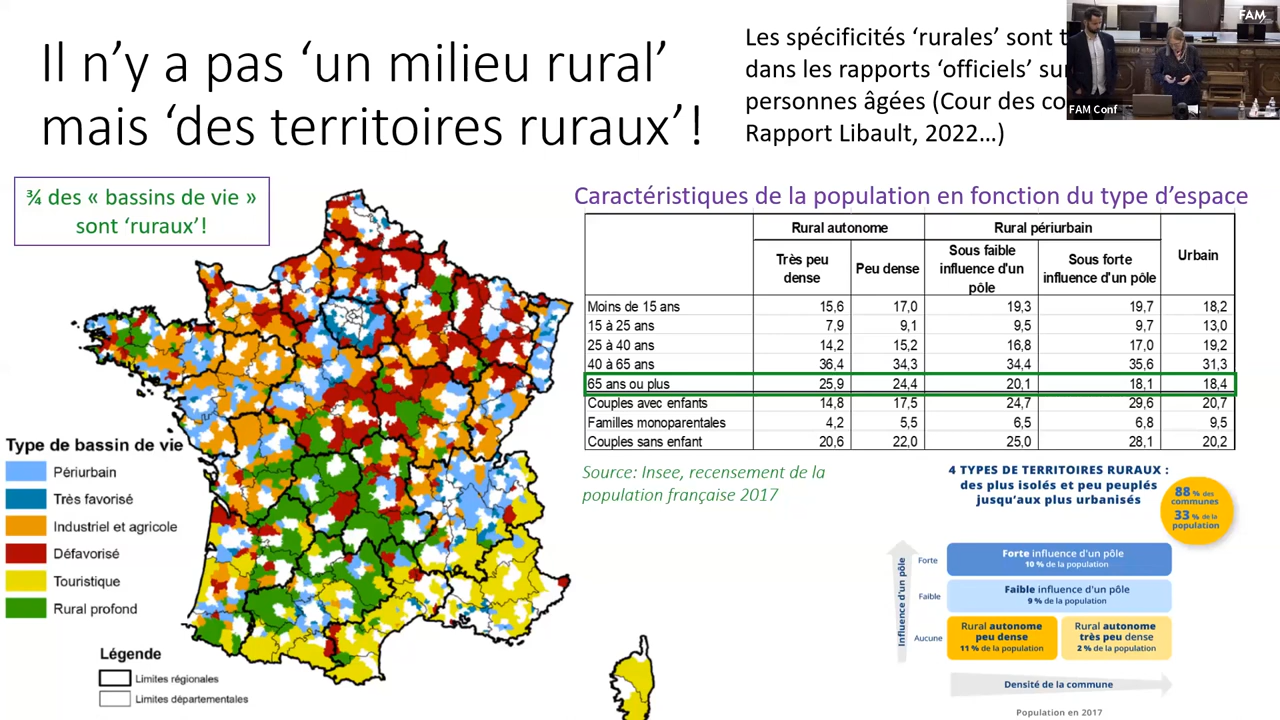 Il n'y a pas ‘un milieu rural’
mais ‘des territoires ruraux’!
Les spécificités ‘rurales’ sont
dans les rapports ‘officiels’
personnes âgées (Cour des
Rapport Libault, 2022…)
FAM
FAM Conf
¾ des « bassins de vie »
sont ‘ruraux’!
Type de bassin de vie
Périurbain
Très favorisé
Industriel et agricole
Défavorisé
Touristique
Rural profond
Légende
Limites régionales
Limites départementales
Caractéristiques de la population en fonction du type d’espace
Rural autonome Rural périurbain Urbain
Très peu dense Peu dense Sous faible influence d'un pôle Sous forte influence d'un pôle
Moins de 15 ans 15,6 17,0 19,3 19,7 18,2
15 à 25 ans 7,9 9,1 9,5 9,7 13,0
25 à 40 ans 14,2 15,2 16,8 17,0 19,2
40 à 65 ans 36,4 34,3 34,4 35,6 31,3
65 ans ou plus 25,9 24,4 20,1 18,1 18,4
Couples avec enfants 14,8 17,5 24,7 29,6 20,7
Familles monoparentales 4,2 5,5 6,5 6,8 9,5
Couples sans enfant 20,6 22,0 25,0 28,1 20,2
Source: Insee, recensement de la
population française 2017
4 TYPES DE TERRITOIRES RURAUX :
des plus isolés et peu peuplés
jusqu’aux plus urbanisés
88 % des
communes
33 % de la
population
Influence d'un pôle
Forte
Forte influence d'un pôle
10 % de la population
Faible
Faible influence d'un pôle
9 % de la population
Aucune
Rural autonome
peu dense
11 % de la population
Rural autonome
très peu dense
2 % de la population
Densité de la commune
Population en 2017